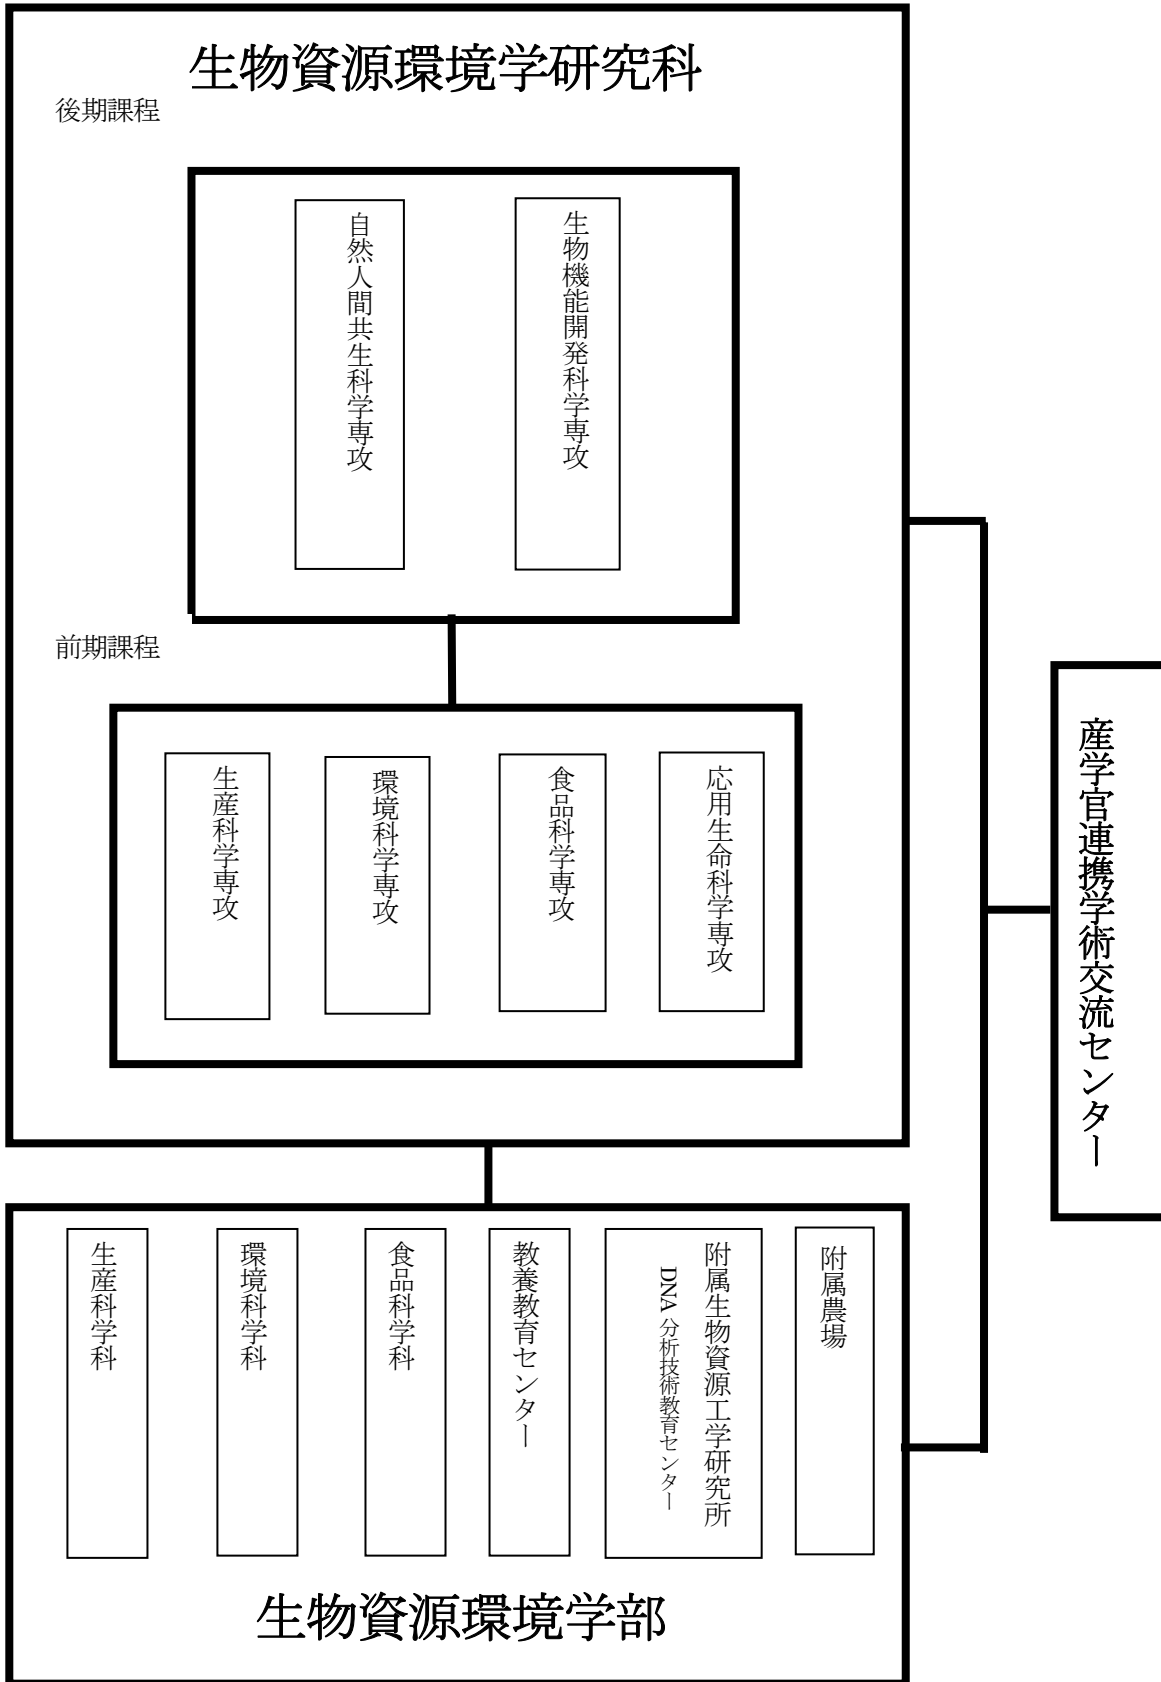 生物資源環境学研究科
後期課程
自然人間共生科学専攻
生物機能開発科学専攻
前期課程
生産科学専攻
環境科学専攻
食品科学専攻
応用生命科学専攻
産学官連携学術交流センター
生産科学科
環境科学科
食品科学科
教養教育センター
附属生物資源工学研究所
DNA 分析技術教育センター
附属農場
生物資源環境学部